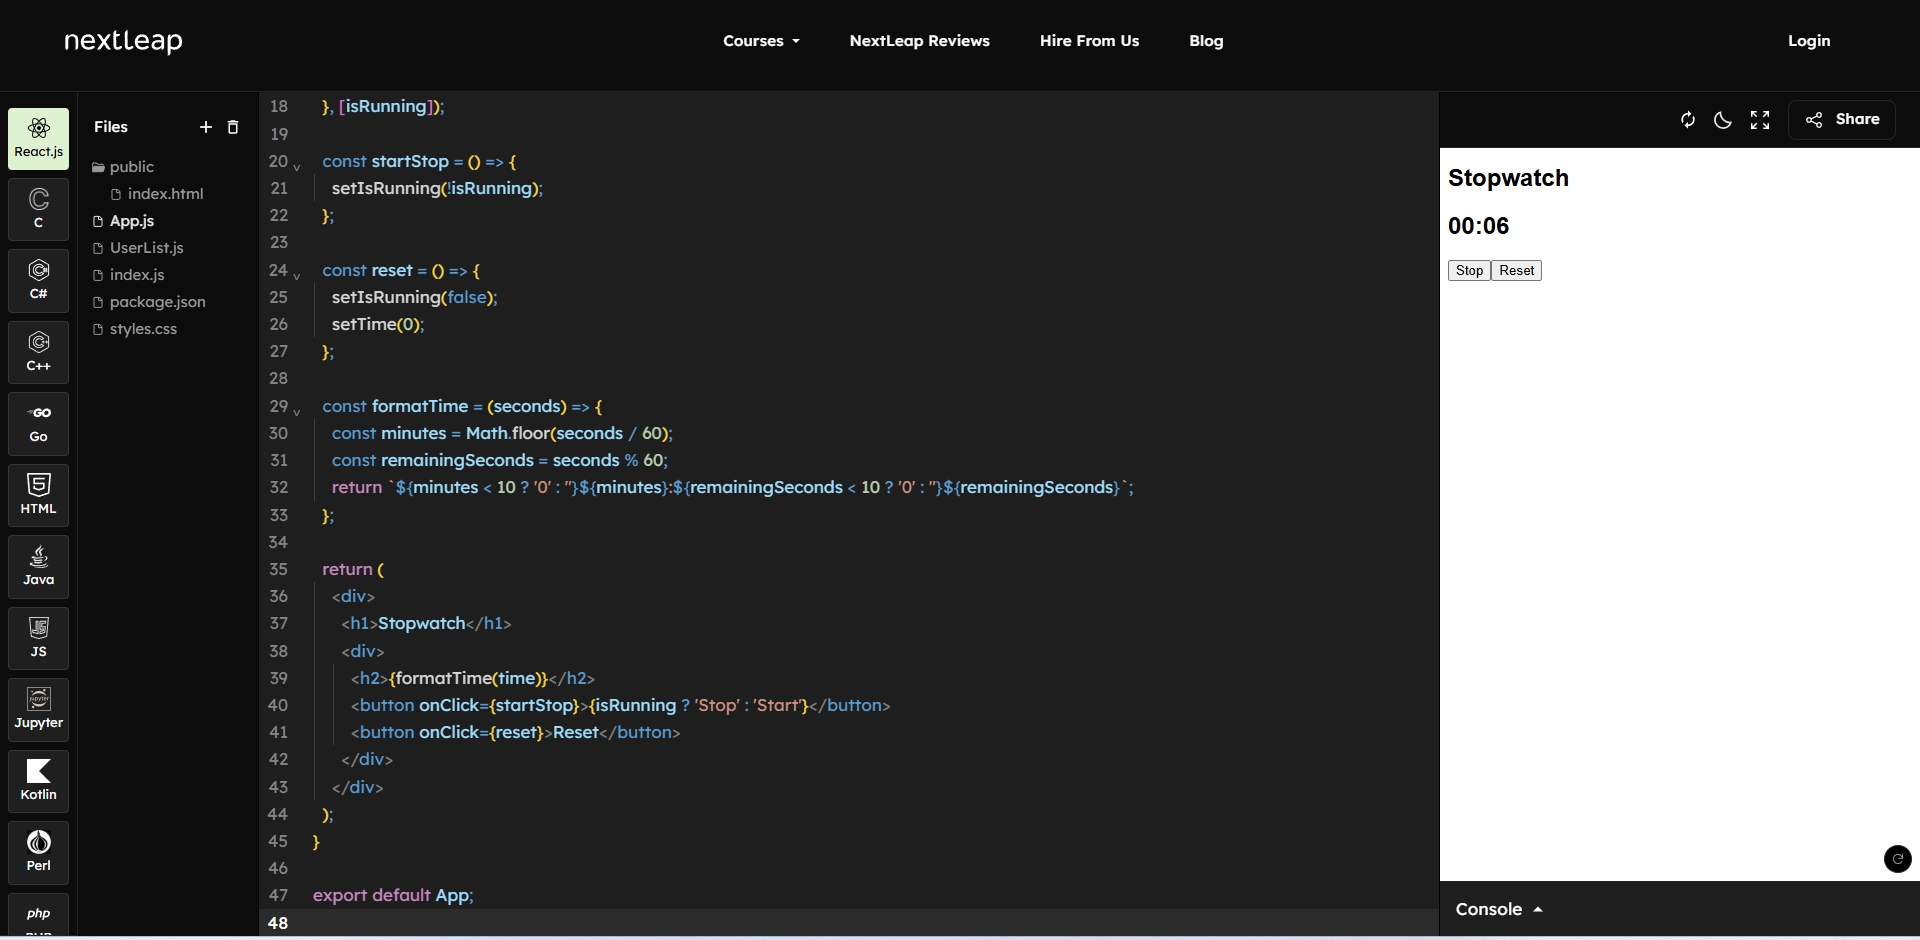 nextleap
Courses
NextLeap Reviews
Hire From Us
Blog
Login
React.js
C
C#
C++
Go
Go
HTML
Java
JS
Jupyter
Kotlin
Perl
php
Files
public
index.html
App.js
UserList.js
index.js
package.json
styles.css
18 }, [isRunning]);
19
20 const startStop = () => {
21 setIsRunning(!isRunning);
22 };
23
24 const reset = () => {
25 setIsRunning(false);
26 setTime(0);
27 };
28
29 const formatTime = (seconds) => {
30 const minutes = Math.floor(seconds / 60);
31 const remainingSeconds = seconds % 60;
32 return `${minutes < 10 ? '0' : ''}${minutes}:${remainingSeconds < 10 ? '0' : ''}${remainingSeconds}`;
33 };
34
35 return (
36 <div>
37 <h1>Stopwatch</h1>
38 <div>
39 <h2>{formatTime(time)}</h2>
40 <button onClick={startStop}>{isRunning ? 'Stop' : 'Start'}</button>
41 <button onClick={reset}>Reset</button>
42 </div>
43 </div>
44 );
45 }
46
47 export default App;
48
Share
Stopwatch
00:06
Stop Reset
Console